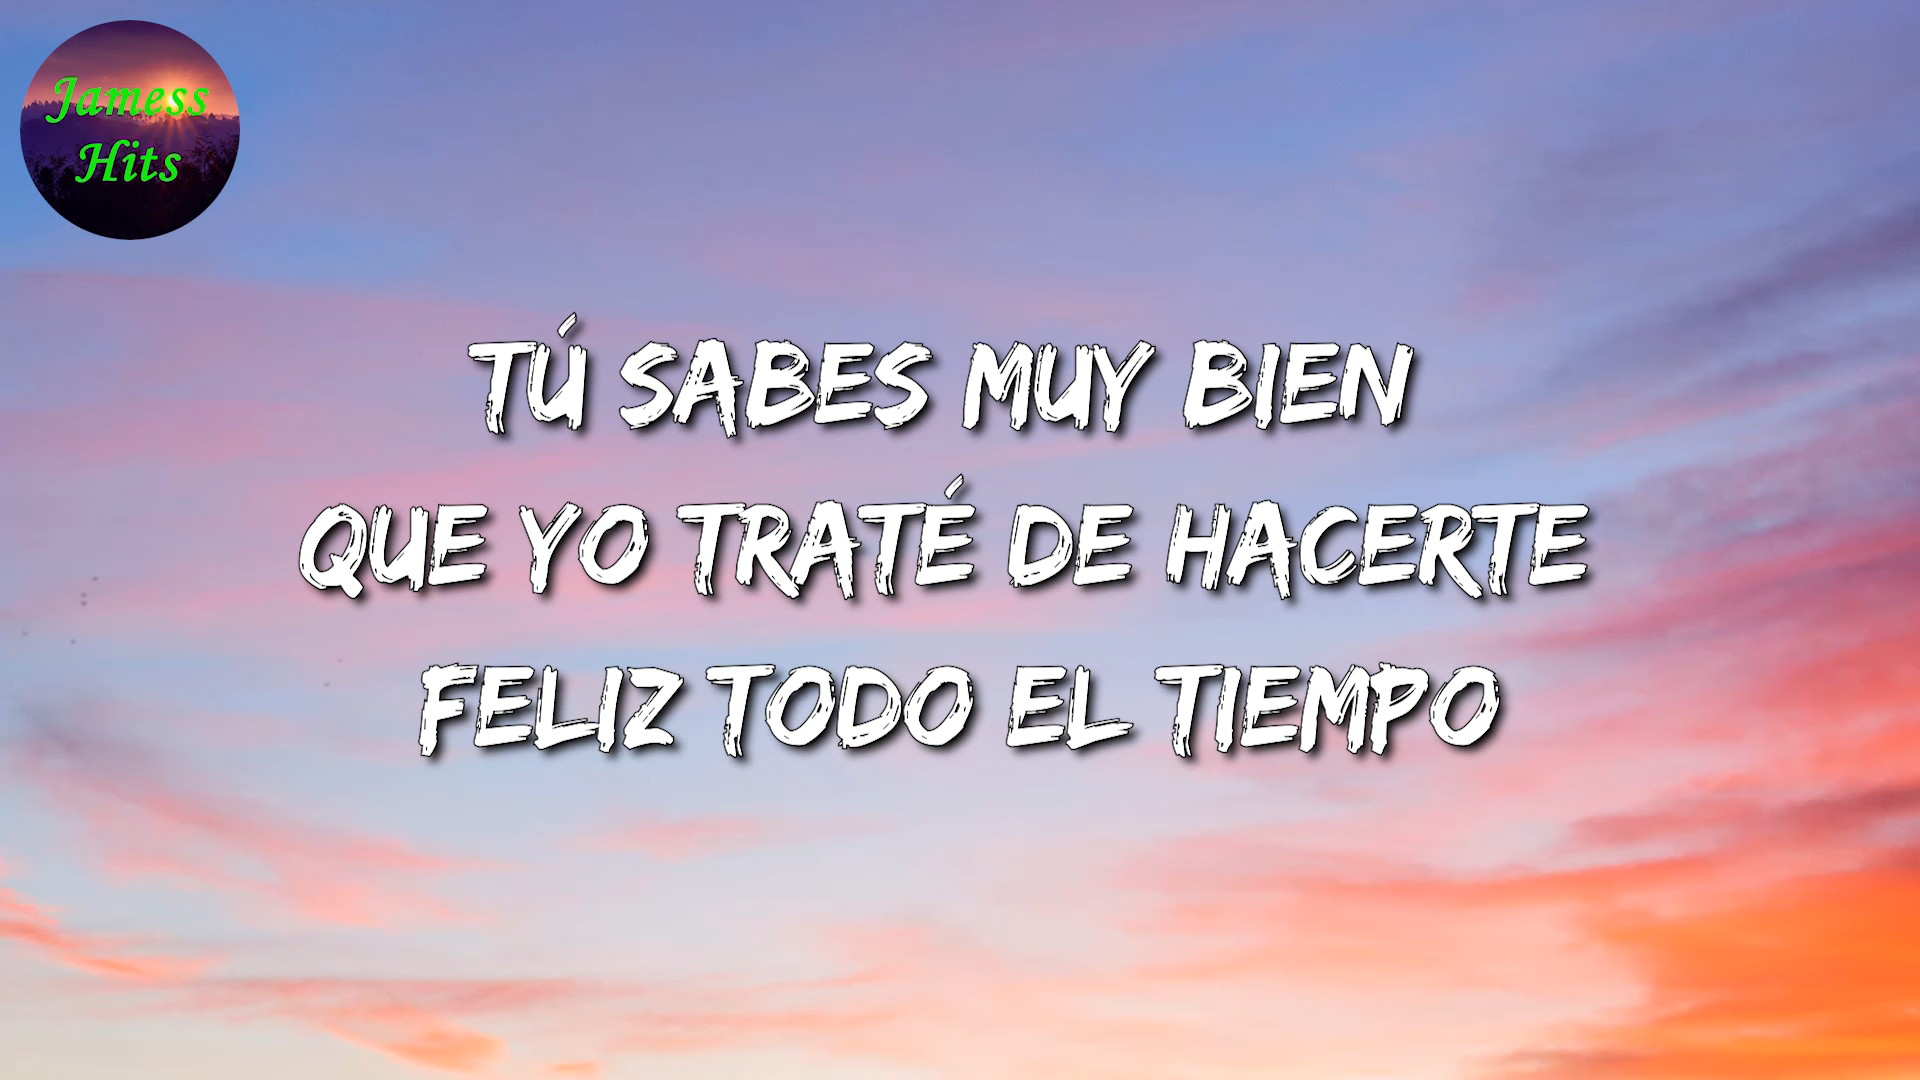 Jamess
Hits
TÚ SABES MUY BIEN
QUE YO TRATÉ DE HACERTE
FELIZ TODO EL TIEMPO